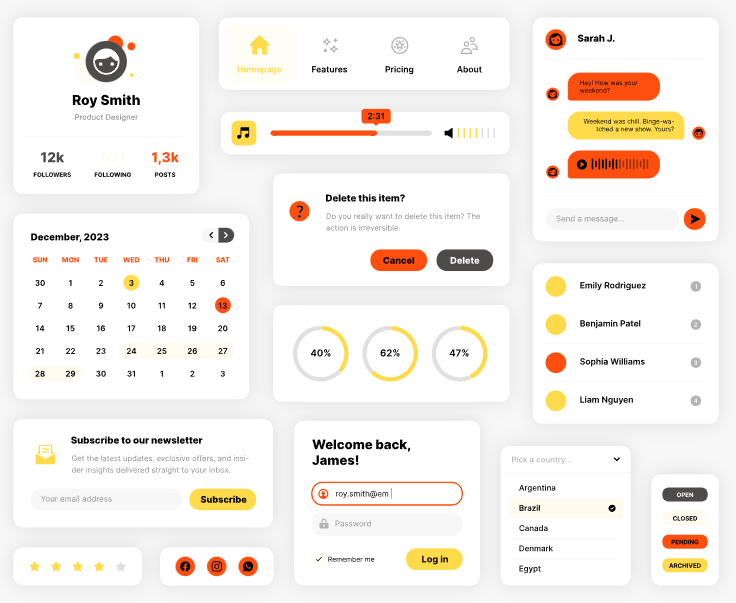 Roy Smith
Product Designer
12k
1,3k
FOLLOWERS
FOLLOWING
POSTS
Homepage
Features
Pricing
About
2:31
Sarah J.
Hey! How was your
weekend?
Weekend was chill. Binge-wa-
tched a new show. Yours?
Send a message...
December, 2023
SUN MON TUE WED THU FRI SAT
30 1 2 3 4 5 6
7 8 9 10 11 12 13
14 15 16 17 18 19 20
21 22 23 24 25 26 27
28 29 30 31 1 2 3
?
Delete this item?
Do you really want to delete this item? The
action is irreversible.
Cancel
Delete
40%
62%
47%
Emily Rodriguez 1
Benjamin Patel 2
Sophia Williams 3
Liam Nguyen 4
Subscribe to our newsletter
Get the latest updates, exclusive offers, and insi-
der insights delivered straight to your inbox.
Your email address
Subscribe
Welcome back,
James!
roy.smith@em
Password
Remember me
Log in
Pick a country...
Argentina
Brazil
Canada
Denmark
Egypt
OPEN
CLOSED
PENDING
ARCHIVED